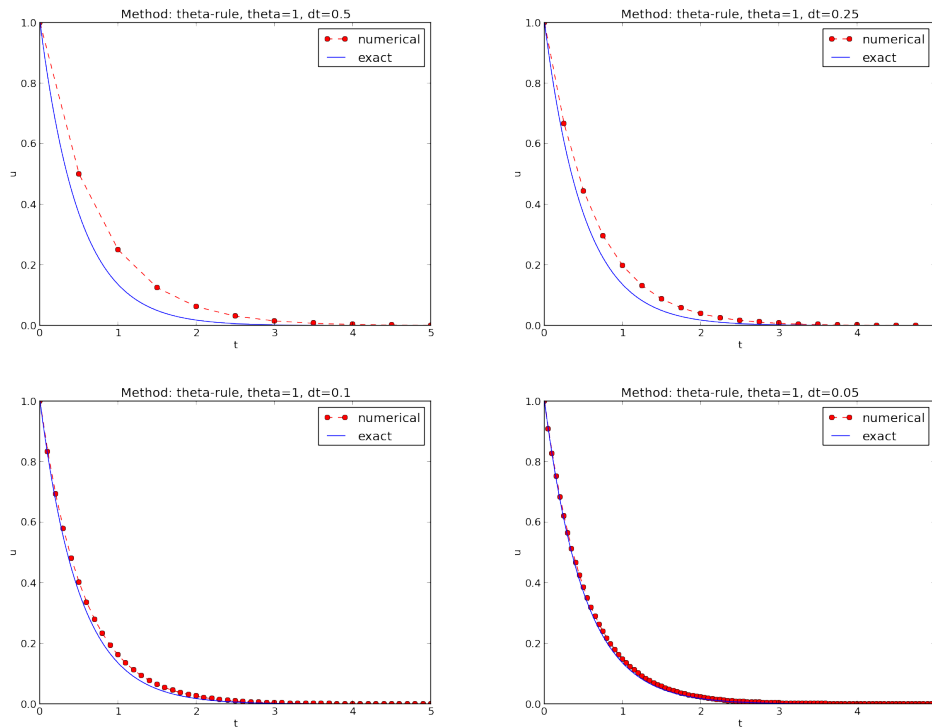 Method: theta-rule, theta=1, dt=0.5
1.0
0.8
0.6
0.4
0.2
0.0
0 1 2 3 4 5
u
t
numerical
exact
Method: theta-rule, theta=1, dt=0.25
1.0
0.8
0.6
0.4
0.2
0.0
0 1 2 3 4
u
t
numerical
exact
Method: theta-rule, theta=1, dt=0.1
1.0
0.8
0.6
0.4
0.2
0.0
0 1 2 3 4 5
u
t
numerical
exact
Method: theta-rule, theta=1, dt=0.05
1.0
0.8
0.6
0.4
0.2
0.0
0 1 2 3 4
u
t
numerical
exact